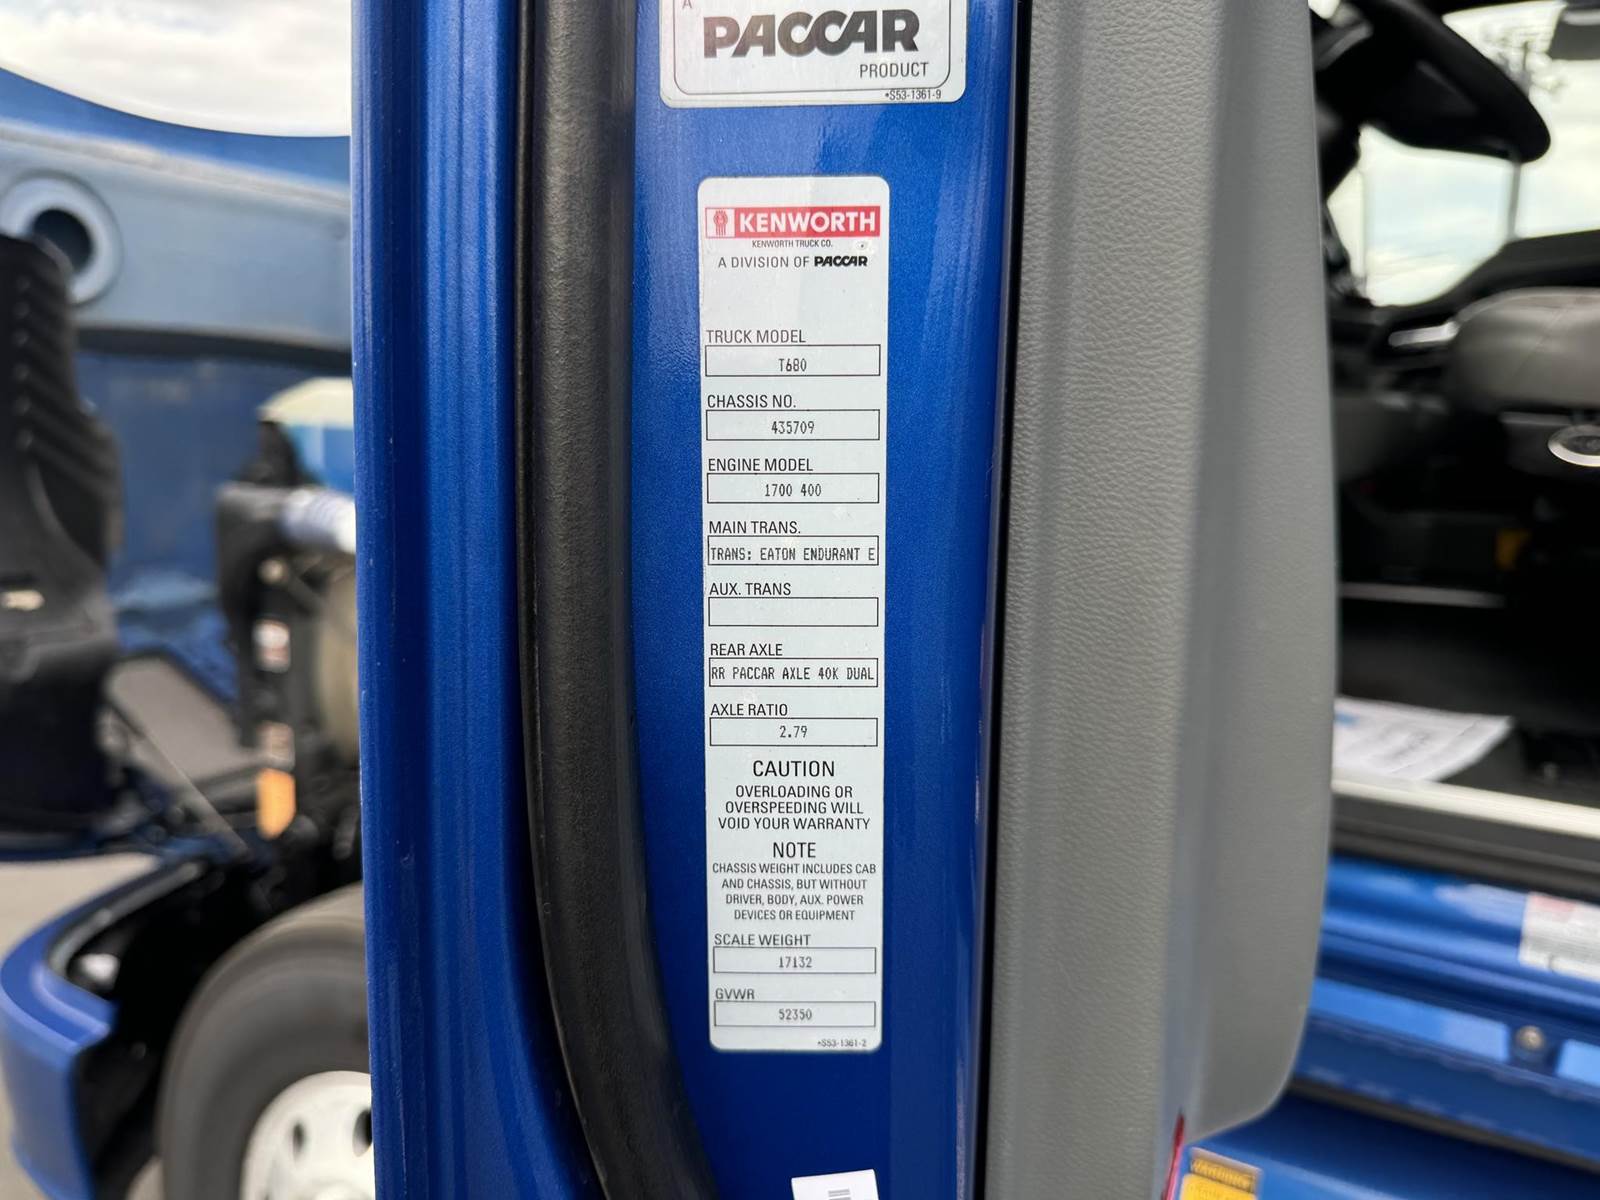 A
PACCAR
PRODUCT
*S53-1361-9
KENWORTH
KENWORTH TRUCK CO.
A DIVISION OF PACCAR
TRUCK MODEL
T680
CHASSIS NO.
435709
ENGINE MODEL
1700 400
MAIN TRANS.
TRANS: EATON ENDURANT E
AUX. TRANS
REAR AXLE
RR PACCAR AXLE 40K DUAL
AXLE RATIO
2.79
CAUTION
OVERLOADING OR
OVERSPEEDING WILL
VOID YOUR WARRANTY
NOTE
CHASSIS WEIGHT INCLUDES CAB
AND CHASSIS, BUT WITHOUT
DRIVER, BODY, AUX. POWER
DEVICES OR EQUIPMENT
SCALE WEIGHT
17132
GVWR
52350
*S53-1361-2
WARNING